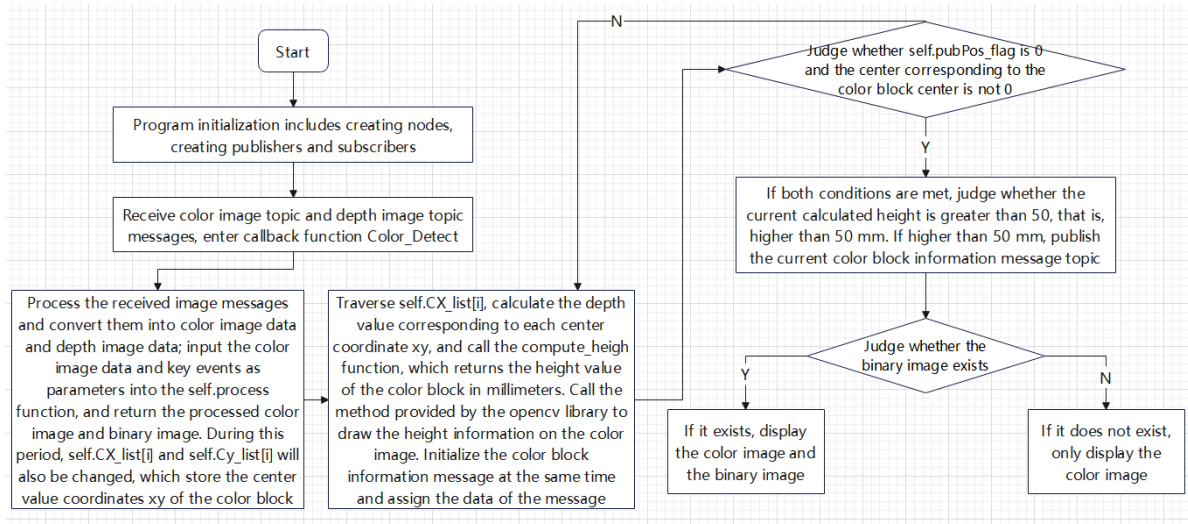 Start
Program initialization includes creating nodes,
creating publishers and subscribers
Receive color image topic and depth image topic
messages, enter callback function Color_Detect
Process the received image messages
and convert them into color image data
and depth image data; input the color
image data and key events as
parameters into the self.process
function, and return the processed color
image and binary image. During this
period, self.CX_list[i] and self.Cy_list[i] will
also be changed, which store the center
value coordinates xy of the color block
Traverse self.CX_list[i], calculate the depth
value corresponding to each center
coordinate xy, and call the compute_heigh
function, which returns the height value
of the color block in millimeters. Call the
method provided by the opencv library to
draw the height information on the color
image. Initialize the color block
information message at the same time
and assign the data of the message
N
Judge whether self.pubPos_flag is 0
and the center corresponding to the
color block center is not 0
Y
If both conditions are met, judge whether the
current calculated height is greater than 50, that is,
higher than 50 mm. If higher than 50 mm, publish
the current color block information message topic
Judge whether the
binary image exists
Y
N
If it exists, display
the color image and
the binary image
If it does not exist,
only display the
color image